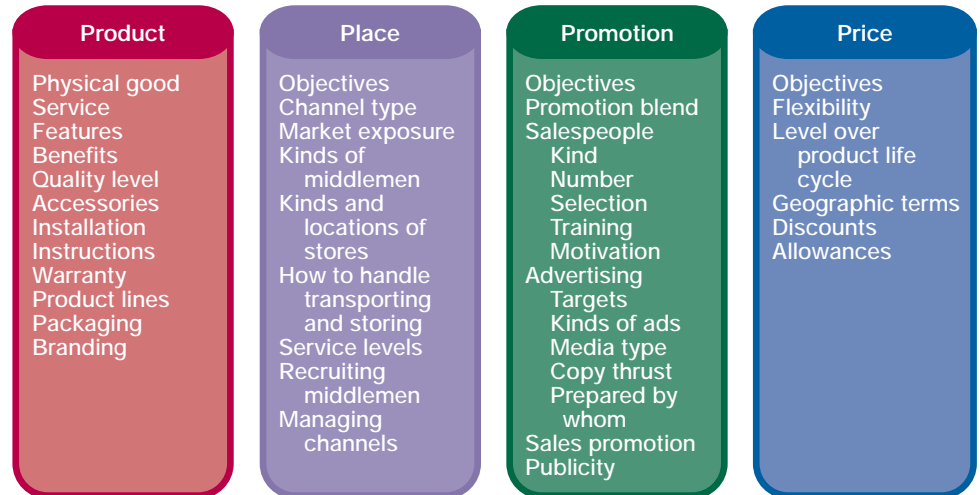 Product
Physical good
Service
Features
Benefits
Quality level
Accessories
Installation
Instructions
Warranty
Product lines
Packaging
Branding
Place
Objectives
Channel type
Market exposure
Kinds of
middlemen
Kinds and
locations of
stores
How to handle
transporting
and storing
Service levels
Recruiting
middlemen
Managing
channels
Promotion
Objectives
Promotion blend
Salespeople
Kind
Number
Selection
Training
Motivation
Advertising
Targets
Kinds of ads
Media type
Copy thrust
Prepared by
whom
Sales promotion
Publicity
Price
Objectives
Flexibility
Level over
product life
cycle
Geographic terms
Discounts
Allowances